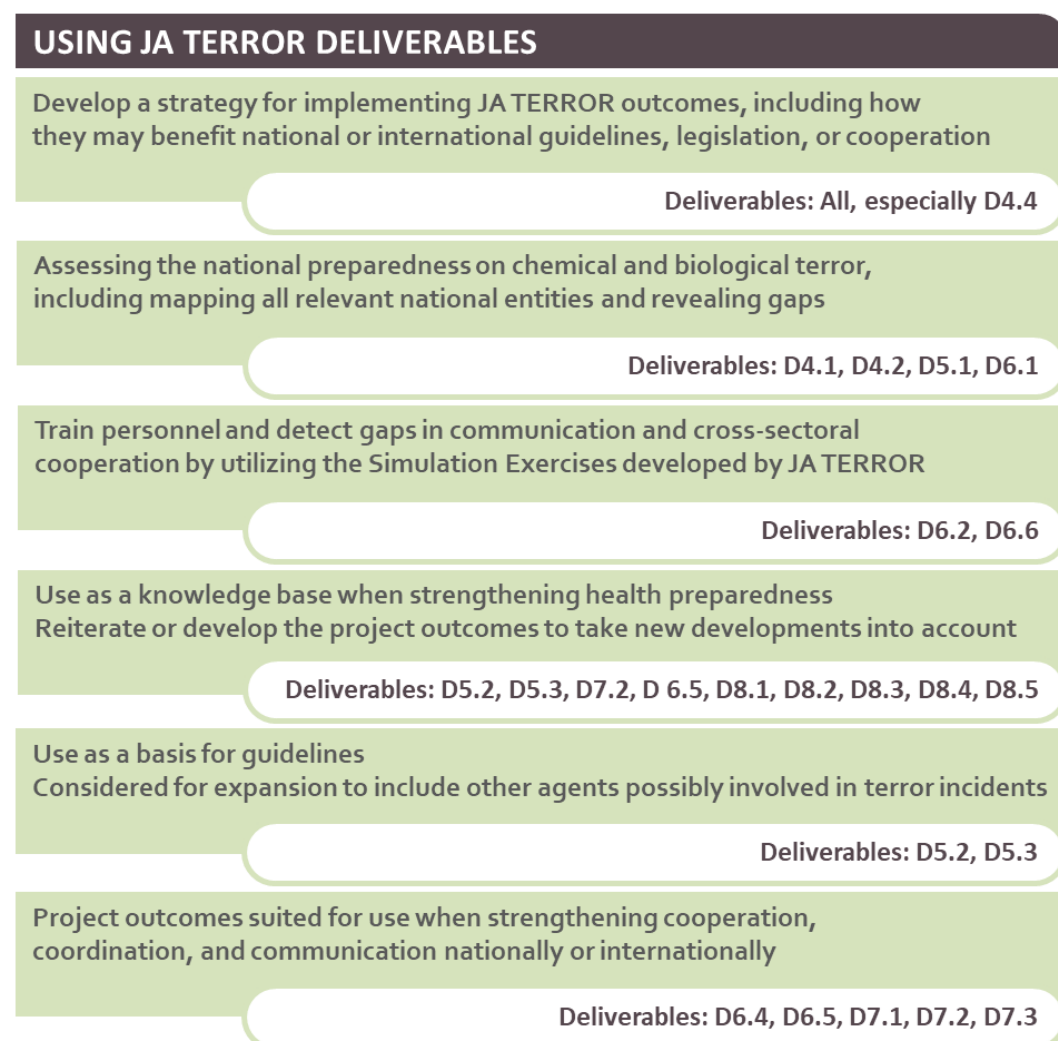 USING JA TERROR DELIVERABLES
Develop a strategy for implementing JA TERROR outcomes, including how
they may benefit national or international guidelines, legislation, or cooperation
Deliverables: All, especially D4.4
Assessing the national preparedness on chemical and biological terror,
including mapping all relevant national entities and revealing gaps
Deliverables: D4.1, D4.2, D5.1, D6.1
Train personnel and detect gaps in communication and cross-sectoral
cooperation by utilizing the Simulation Exercises developed by JA TERROR
Deliverables: D6.2, D6.6
Use as a knowledge base when strengthening health preparedness
Reiterate or develop the project outcomes to take new developments into account
Deliverables: D5.2, D5.3, D7.2, D 6.5, D8.1, D8.2, D8.3, D8.4, D8.5
Use as a basis for guidelines
Considered for expansion to include other agents possibly involved in terror incidents
Deliverables: D5.2, D5.3
Project outcomes suited for use when strengthening cooperation,
coordination, and communication nationally or internationally
Deliverables: D6.4, D6.5, D7.1, D7.2, D7.3